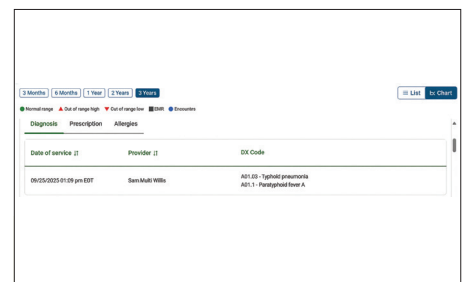 3 Months 6 Months 1 Year 2 Years 3 Years List Chart
Normal range Out of range high Out of range low EMR Encounters
Diagnosis Prescription Allergies
Date of service Provider DX Code
09/25/2025 01:09 pm EDT Sam Multi Willis A01.03 - Typhoid pneumonia
A01.1 - Paratyphoid fever A